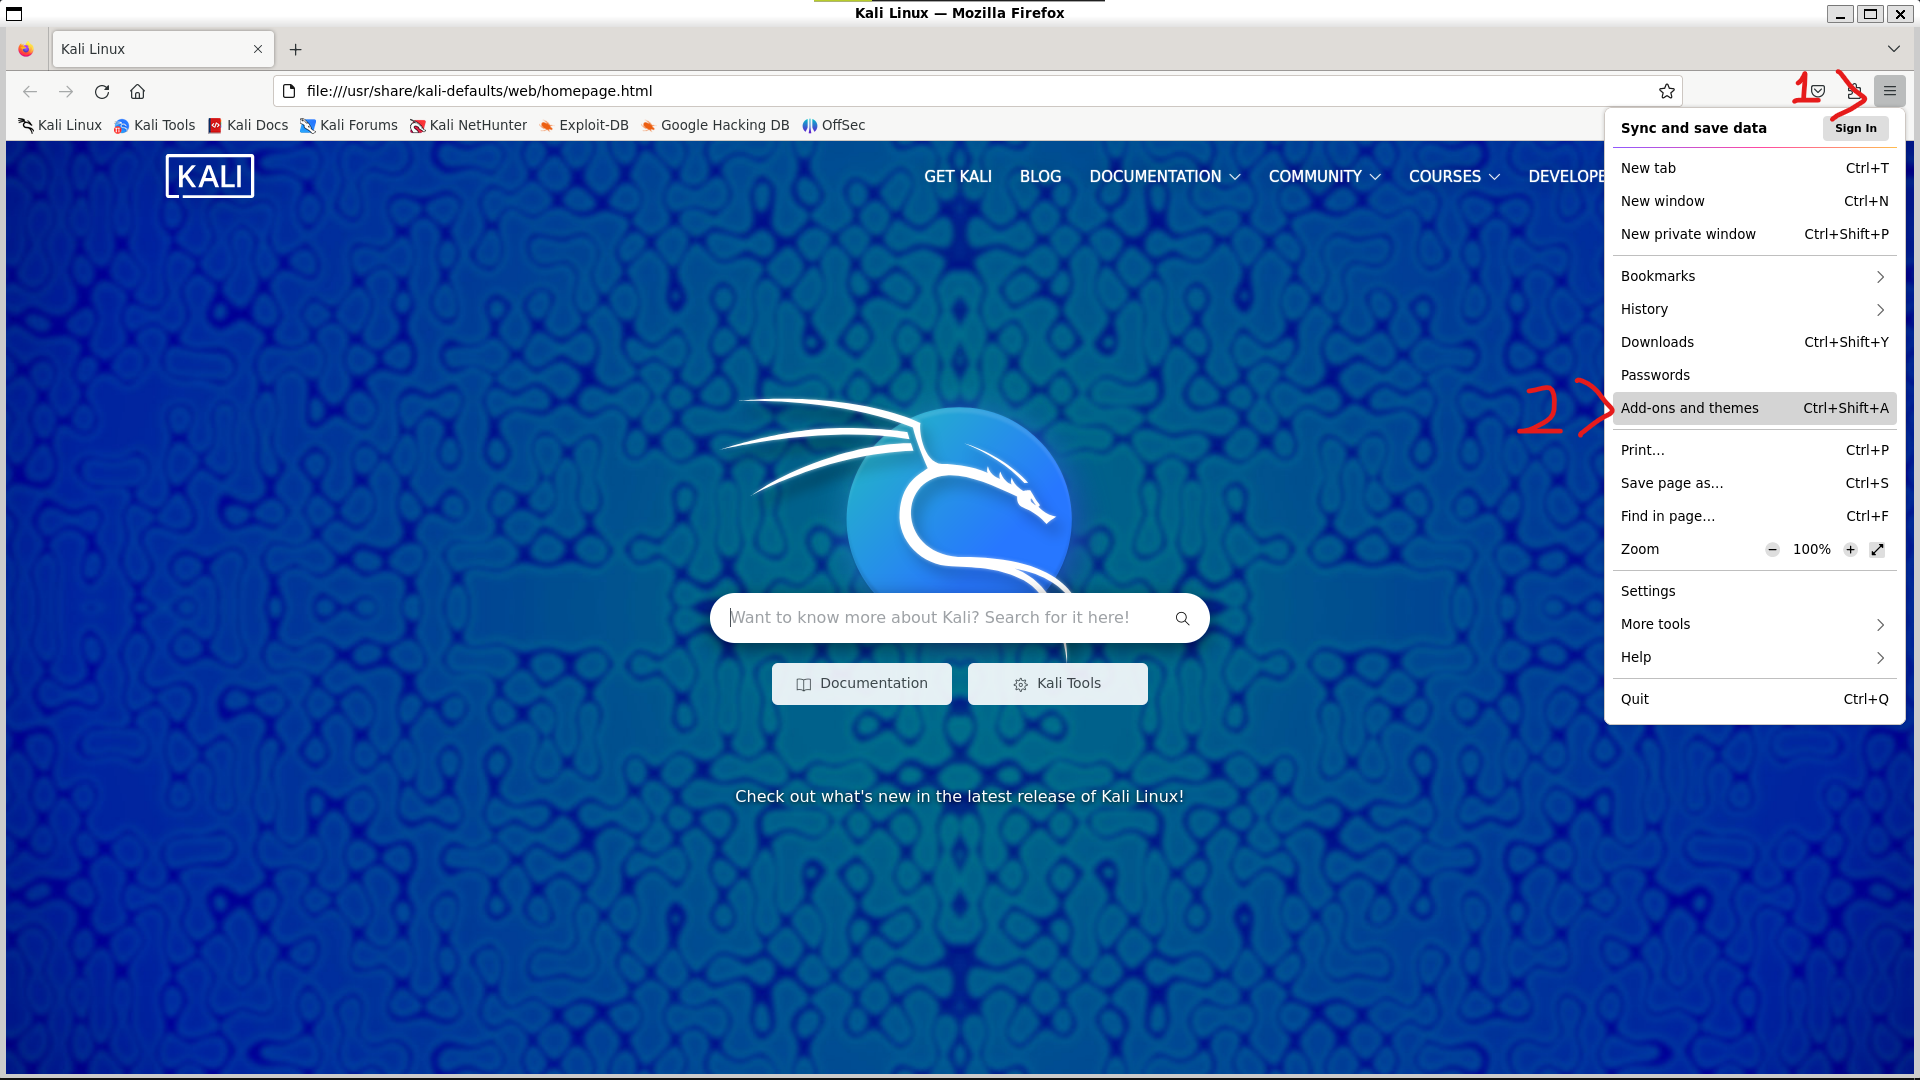 Kali Linux — Mozilla Firefox
Kali Linux
file:///usr/share/kali-defaults/web/homepage.html
1
Kali Linux Kali Tools Kali Docs Kali Forums Kali NetHunter Exploit-DB Google Hacking DB OffSec
Sync and save data Sign In
KALI GET KALI BLOG DOCUMENTATION COMMUNITY COURSES DEVELOPE
New tab Ctrl+T
New window Ctrl+N
New private window Ctrl+Shift+P
Bookmarks
History
Downloads Ctrl+Shift+Y
Passwords
2 Add-ons and themes Ctrl+Shift+A
Print... Ctrl+P
Save page as... Ctrl+S
Find in page... Ctrl+F
Zoom 100%
Settings
More tools
Help
Quit Ctrl+Q
Want to know more about Kali? Search for it here!
Documentation Kali Tools
Check out what's new in the latest release of Kali Linux!